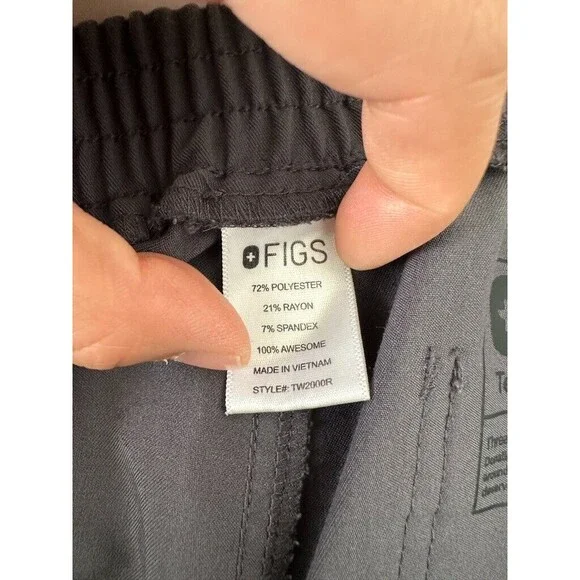 FIGS
72% POLYESTER
21% RAYON
7% SPANDEX
100% AWESOME
MADE IN VIETNAM
STYLE#: TW2000R